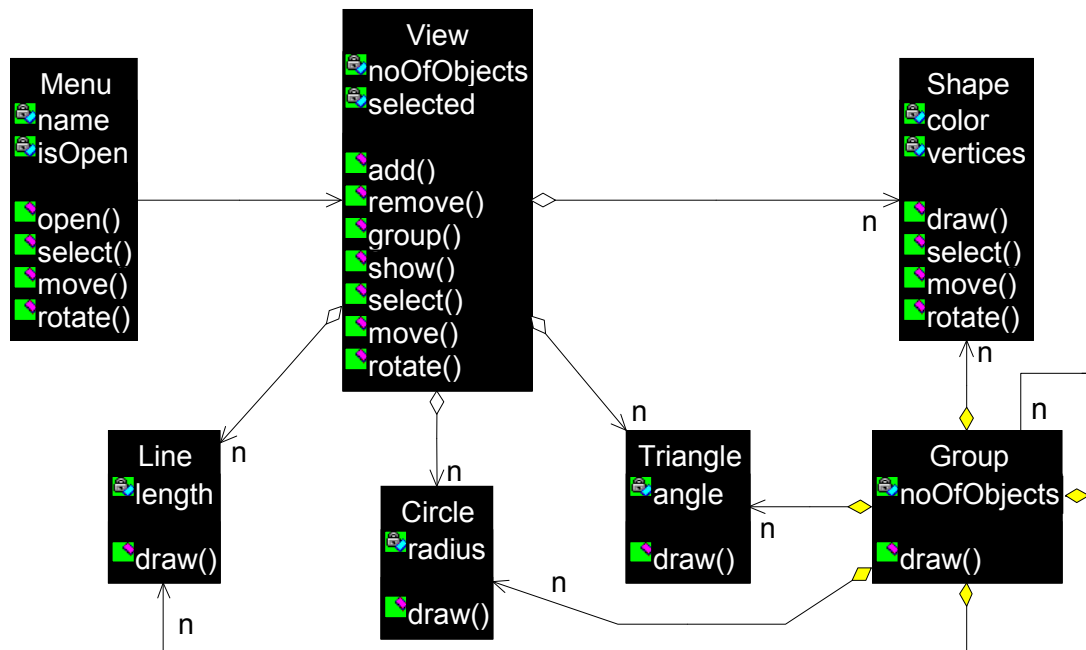 Menu
name
isOpen
open()
select()
move()
rotate()
View
noOfObjects
selected
add()
remove()
group()
show()
select()
move()
rotate()
Shape
color
vertices
draw()
select()
move()
rotate()
n
n
n
n
n
n
n
n
n
Line
length
draw()
Circle
radius
draw()
Triangle
angle
draw()
Group
noOfObjects
draw()